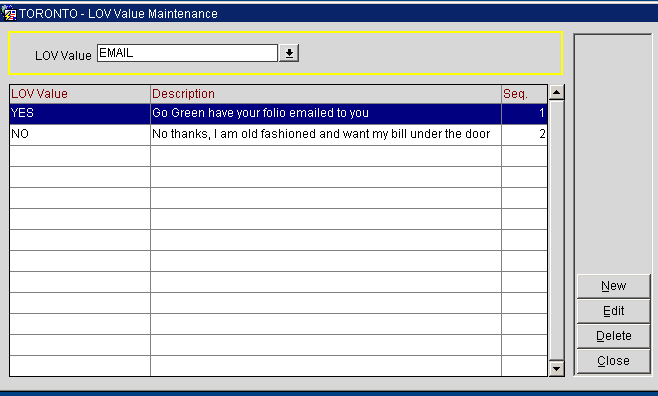 TORONTO - LOV Value Maintenance
LOV Value EMAIL
LOV Value Description Seq.
YES Go Green have your folio emailed to you 1
NO No thanks, I am old fashioned and want my bill under the door 2
New
Edit
Delete
Close